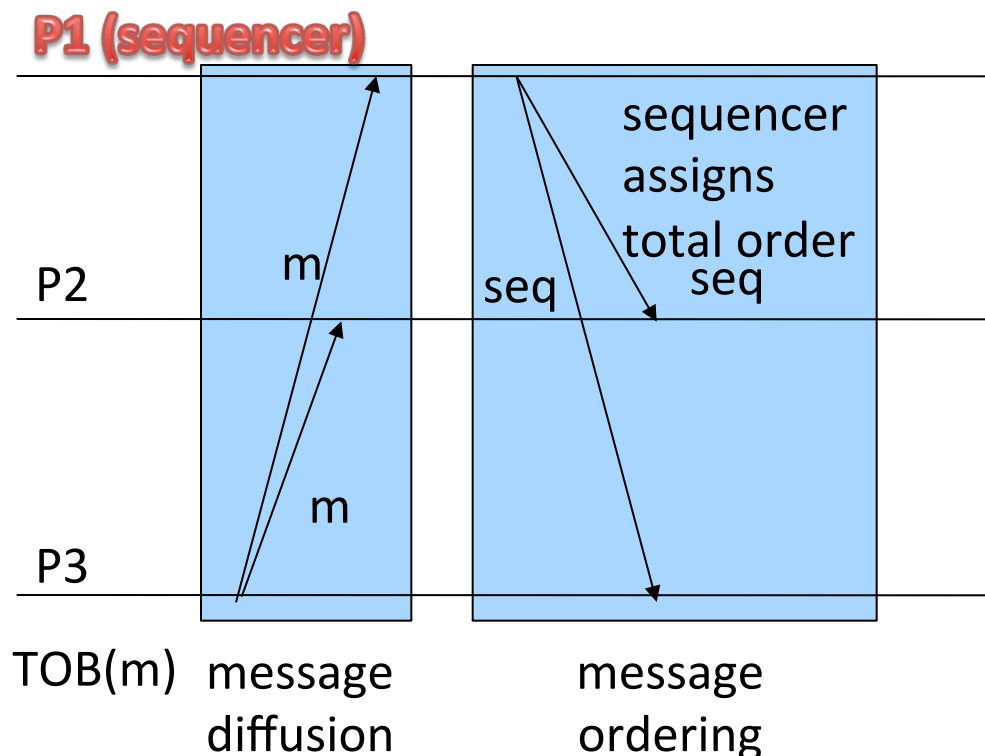 P1 (sequencer)
sequencer
assigns
total order
m
P2
seq
seq
m
P3
TOB(m)
message
diffusion
message
ordering